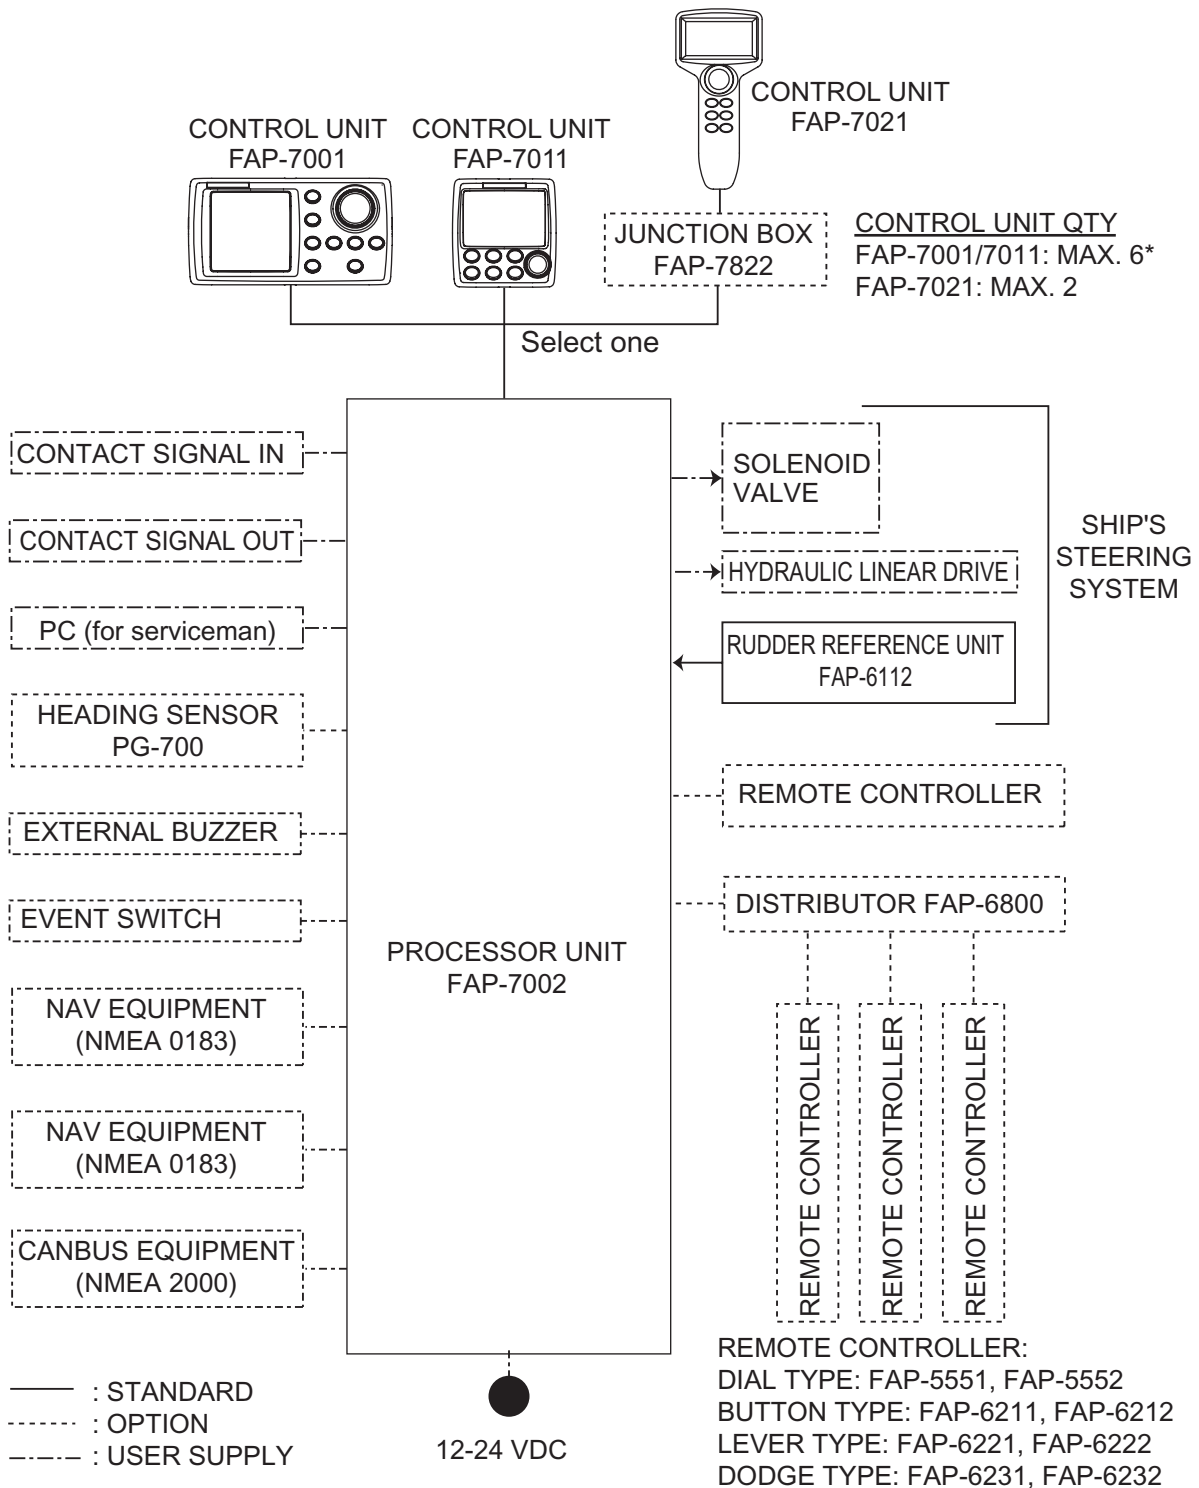 CONTROL UNIT
FAP-7021
CONTROL UNIT
FAP-7001
CONTROL UNIT
FAP-7011
JUNCTION BOX
FAP-7822
CONTROL UNIT QTY
FAP-7001/7011: MAX. 6*
FAP-7021: MAX. 2
Select one
CONTACT SIGNAL IN
CONTACT SIGNAL OUT
PC (for serviceman)
HEADING SENSOR
PG-700
EXTERNAL BUZZER
EVENT SWITCH
NAV EQUIPMENT
(NMEA 0183)
NAV EQUIPMENT
(NMEA 0183)
CANBUS EQUIPMENT
(NMEA 2000)
PROCESSOR UNIT
FAP-7002
SOLENOID
VALVE
HYDRAULIC LINEAR DRIVE
RUDDER REFERENCE UNIT
FAP-6112
SHIP'S
STEERING
SYSTEM
REMOTE CONTROLLER
DISTRIBUTOR FAP-6800
REMOTE CONTROLLER
REMOTE CONTROLLER
REMOTE CONTROLLER
: STANDARD
: OPTION
: USER SUPPLY
12-24 VDC
REMOTE CONTROLLER:
DIAL TYPE: FAP-5551, FAP-5552
BUTTON TYPE: FAP-6211, FAP-6212
LEVER TYPE: FAP-6221, FAP-6222
DODGE TYPE: FAP-6231, FAP-6232